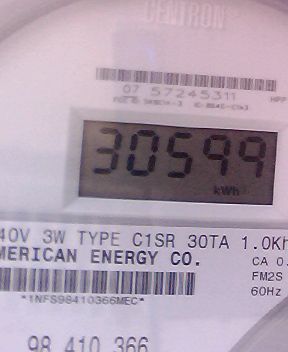 CENTRON
07 57245311
30599
kWh
40V 3W TYPE C1SR 30TA 1.0Kh
MERICAN ENERGY CO.
CA 0.
FM2S
60Hz
*1NFS98410366MEC*
98 410 366